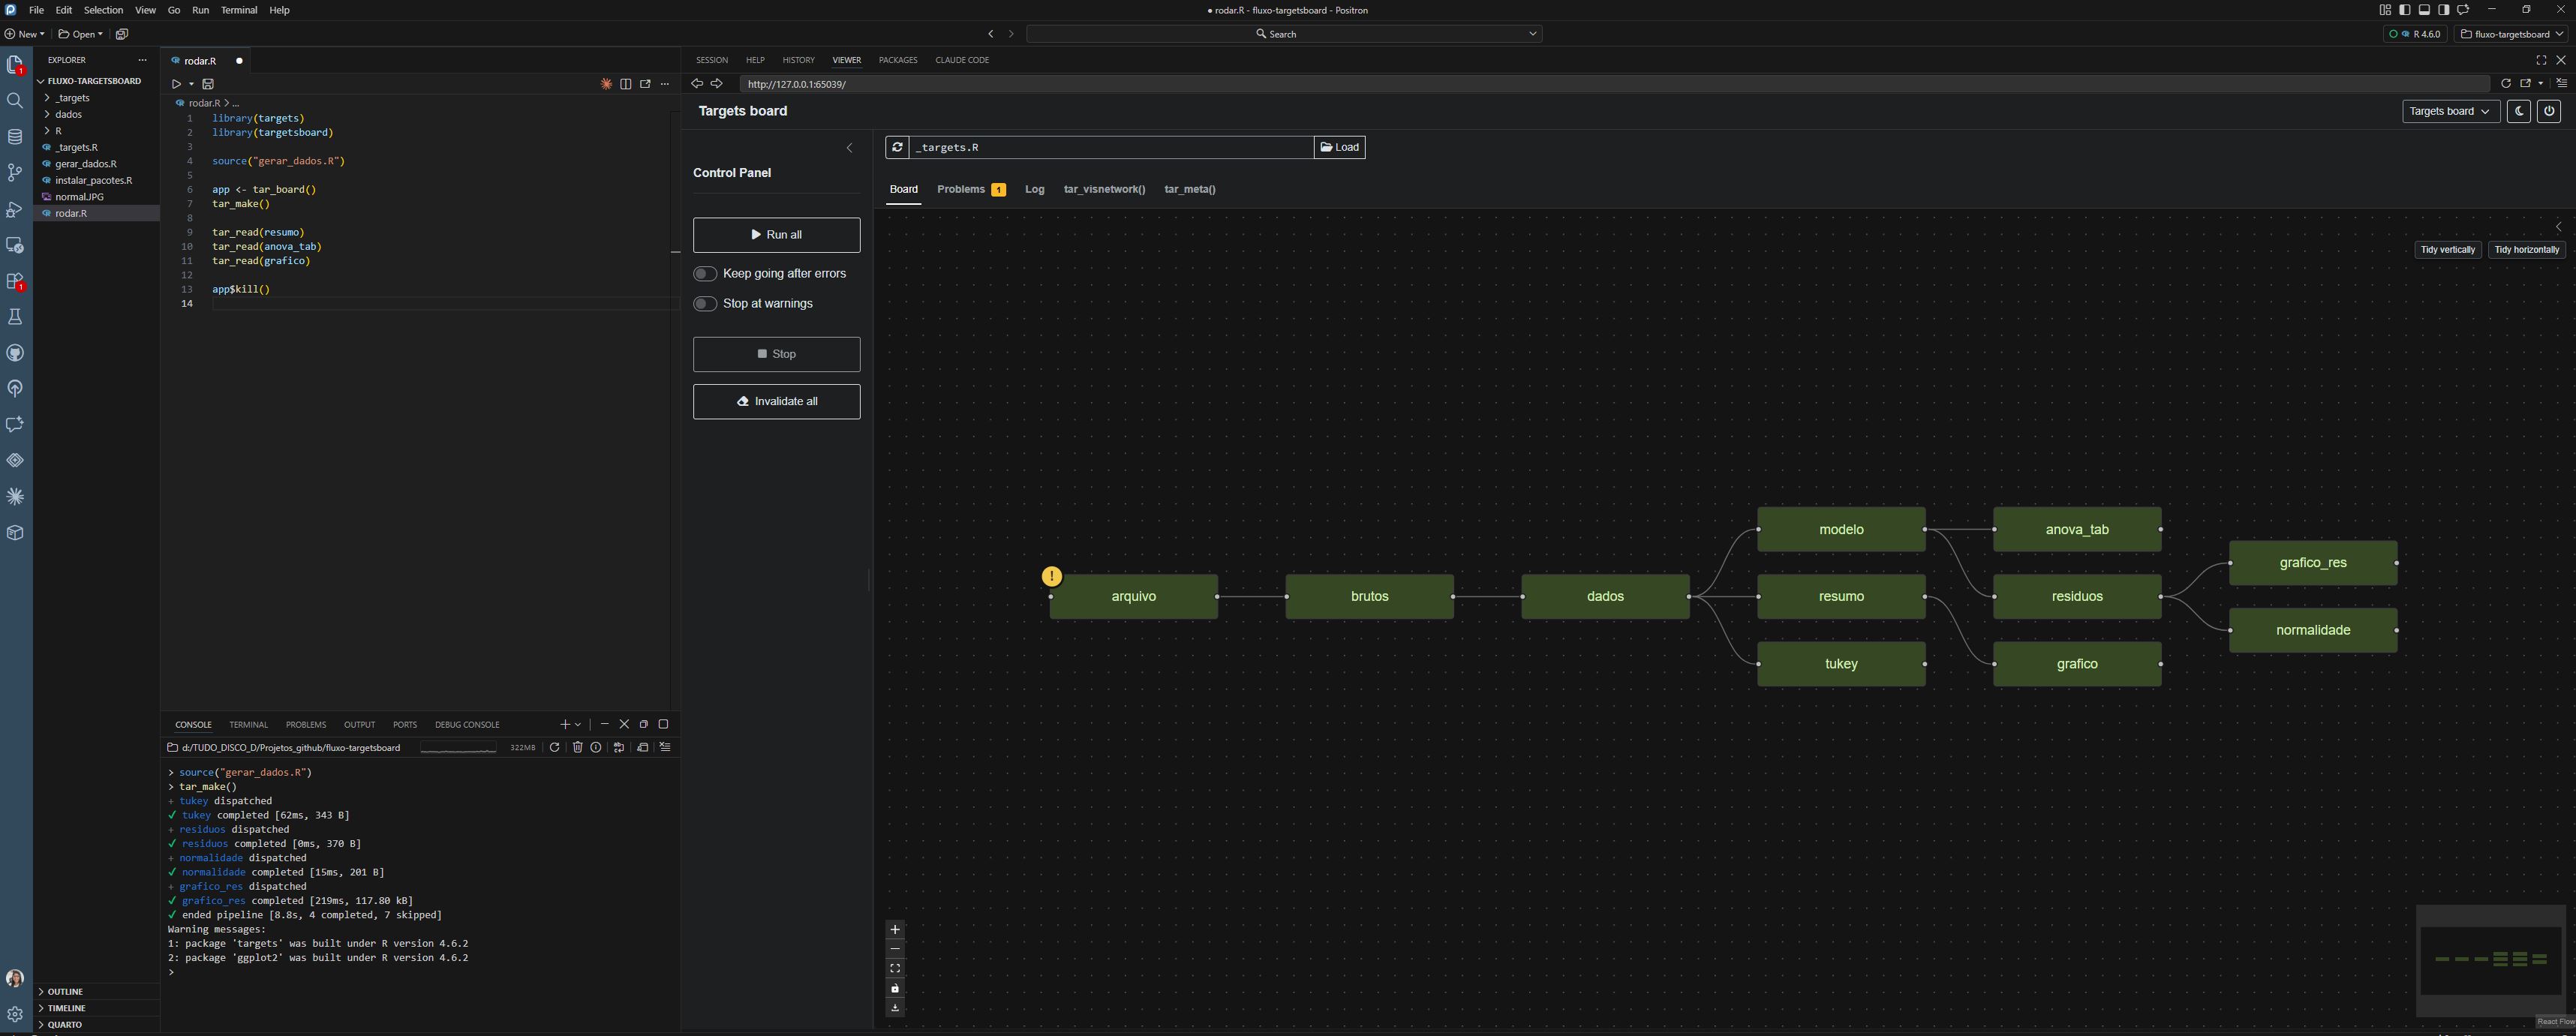 File Edit Selection View Go Run Terminal Help
● rodar.R - fluxo-targetsboard - Positron
New Open
Search
R 4.6.0
fluxo-targetsboard
EXPLORER
FLUXO-TARGETSBOARD
_targets
dados
R
_targets.R
gerar_dados.R
instalar_pacotes.R
normal.JPG
rodar.R
OUTLINE
TIMELINE
QUARTO
1
1
rodar.R
rodar.R > ...
1 library(targets)
2 library(targetsboard)
3
4 source("gerar_dados.R")
5
6 app <- tar_board()
7 tar_make()
8
9 tar_read(resumo)
10 tar_read(anova_tab)
11 tar_read(grafico)
12
13 app$kill()
14
CONSOLE TERMINAL PROBLEMS OUTPUT PORTS DEBUG CONSOLE
d:/TUDO_DISCO_D/Projetos_github/fluxo-targetsboard
322MB
> source("gerar_dados.R")
> tar_make()
+ tukey dispatched
✔ tukey completed [62ms, 343 B]
+ residuos dispatched
✔ residuos completed [0ms, 370 B]
+ normalidade dispatched
✔ normalidade completed [15ms, 201 B]
+ grafico_res dispatched
✔ grafico_res completed [219ms, 117.80 kB]
✔ ended pipeline [8.8s, 4 completed, 7 skipped]
Warning messages:
1: package 'targets' was built under R version 4.6.2
2: package 'ggplot2' was built under R version 4.6.2
>
SESSION HELP HISTORY VIEWER PACKAGES CLAUDE CODE
http://127.0.0.1:65039/
Targets board
Targets board
Control Panel
Run all
Keep going after errors
Stop at warnings
Stop
Invalidate all
_targets.R
Load
Board Problems 1 Log tar_visnetwork() tar_meta()
Tidy vertically Tidy horizontally
!
arquivo
brutos
dados
modelo
resumo
tukey
anova_tab
residuos
grafico
grafico_res
normalidade
React Flow